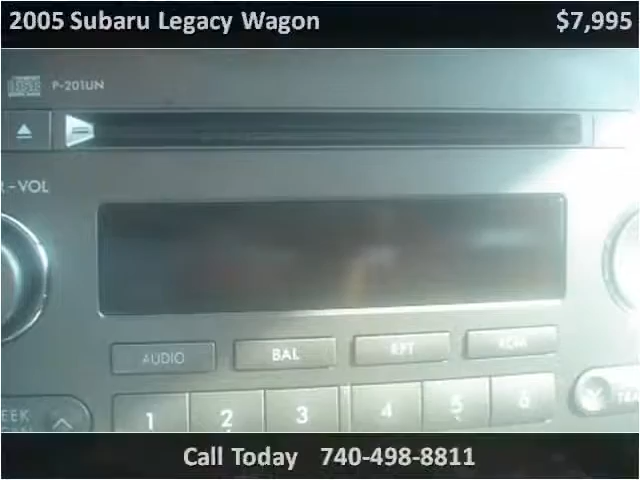 2005 Subaru Legacy Wagon $7,995
P-201UN
-VOL
AUDIO BAL RPT
1 2 3 4 5 6
Call Today 740-498-8811